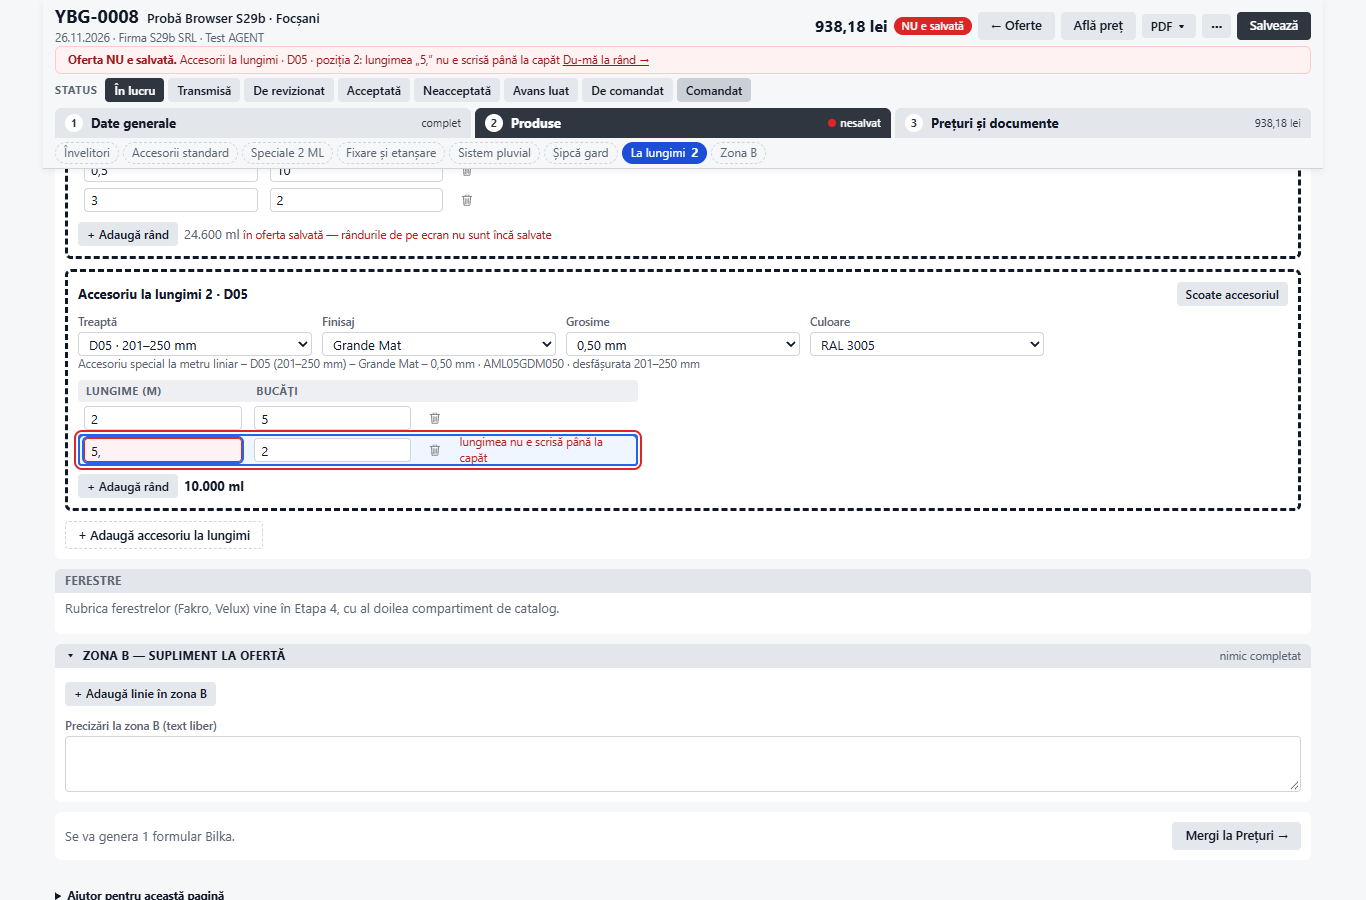 YBG-0008 Probă Browser S29b · Focșani
26.11.2026 · Firma S29b SRL · Test AGENT
938,18 lei NU e salvată ← Oferte Află preț PDF ▾ ... Salvează
Oferta NU e salvată. Accesorii la lungimi · D05 · poziția 2: lungimea „5,” nu e scrisă până la capăt Du-mă la rând →
STATUS În lucru Transmisă De revizionat Acceptată Neacceptată Avans luat De comandat Comandat
1 Date generale complet 2 Produse nesalvat 3 Prețuri și documente 938,18 lei
Învelitori Accesorii standard Speciale 2 ML Fixare și etanșare Sistem pluvial Șipcă gard La lungimi 2 Zona B
0,5 10
3 2
+ Adaugă rând 24.600 ml în oferta salvată — rândurile de pe ecran nu sunt încă salvate
Accesoriu la lungimi 2 · D05 Scoate accesoriul
Treaptă Finisaj Grosime Culoare
D05 · 201–250 mm Grande Mat 0,50 mm RAL 3005
Accesoriu special la metru liniar – D05 (201–250 mm) – Grande Mat – 0,50 mm · AML05GDM050 · desfășurata 201–250 mm
LUNGIME (M) BUCĂȚI
2 5
5, 2 lungimea nu e scrisă până la
capăt
+ Adaugă rând 10.000 ml
+ Adaugă accesoriu la lungimi
FERESTRE
Rubrica ferestrelor (Fakro, Velux) vine în Etapa 4, cu al doilea compartiment de catalog.
▾ ZONA B — SUPLIMENT LA OFERTĂ nimic completat
+ Adaugă linie în zona B
Precizări la zona B (text liber)
Se va genera 1 formular Bilka. Mergi la Prețuri →
▶ Ajutor pentru această pagină